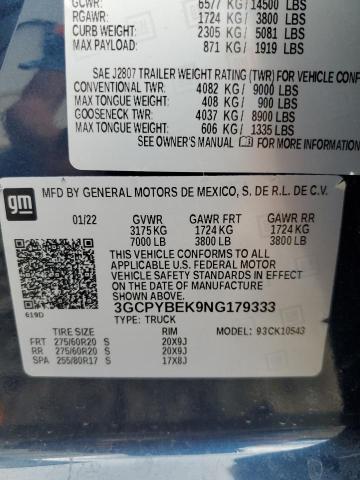 GCWR: 6577 KG/14500 LBS
RGAWR: 1724 KG/ 3800 LBS
CURB WEIGHT: 2305 KG/ 5081 LBS
MAX PAYLOAD: 871 KG/ 1919 LBS
SAE J2807 TRAILER WEIGHT RATING (TWR) FOR VEHICLE
CONVENTIONAL TWR: 4082 KG/ 9000 LBS
MAX TONGUE WEIGHT: 408 KG/ 900 LBS
GOOSENECK TWR: 4037 KG/ 8900 LBS
MAX TONGUE WEIGHT: 606 KG/ 1335 LBS
SEE OWNER'S MANUAL FOR MORE INFORMATION
gm MFD BY GENERAL MOTORS DE MEXICO, S. DE R.L. DE C.V.
01/22 GVWR GAWR FRT GAWR RR
3175 KG 1724 KG 1724 KG
7000 LB 3800 LB 3800 LB
THIS VEHICLE CONFORMS TO ALL
APPLICABLE U.S. FEDERAL MOTOR
VEHICLE SAFETY STANDARDS IN EFFECT
ON THE DATE OF MANUFACTURE SHOWN
ABOVE.
619D
3GCPYBEK9NG179333
TYPE: TRUCK
MODEL: 93CK10543
TIRE SIZE RIM
FRT 275/60R20 S 20X9J
RR 275/60R20 S 20X9J
SP 255/80R17 S 17X8J